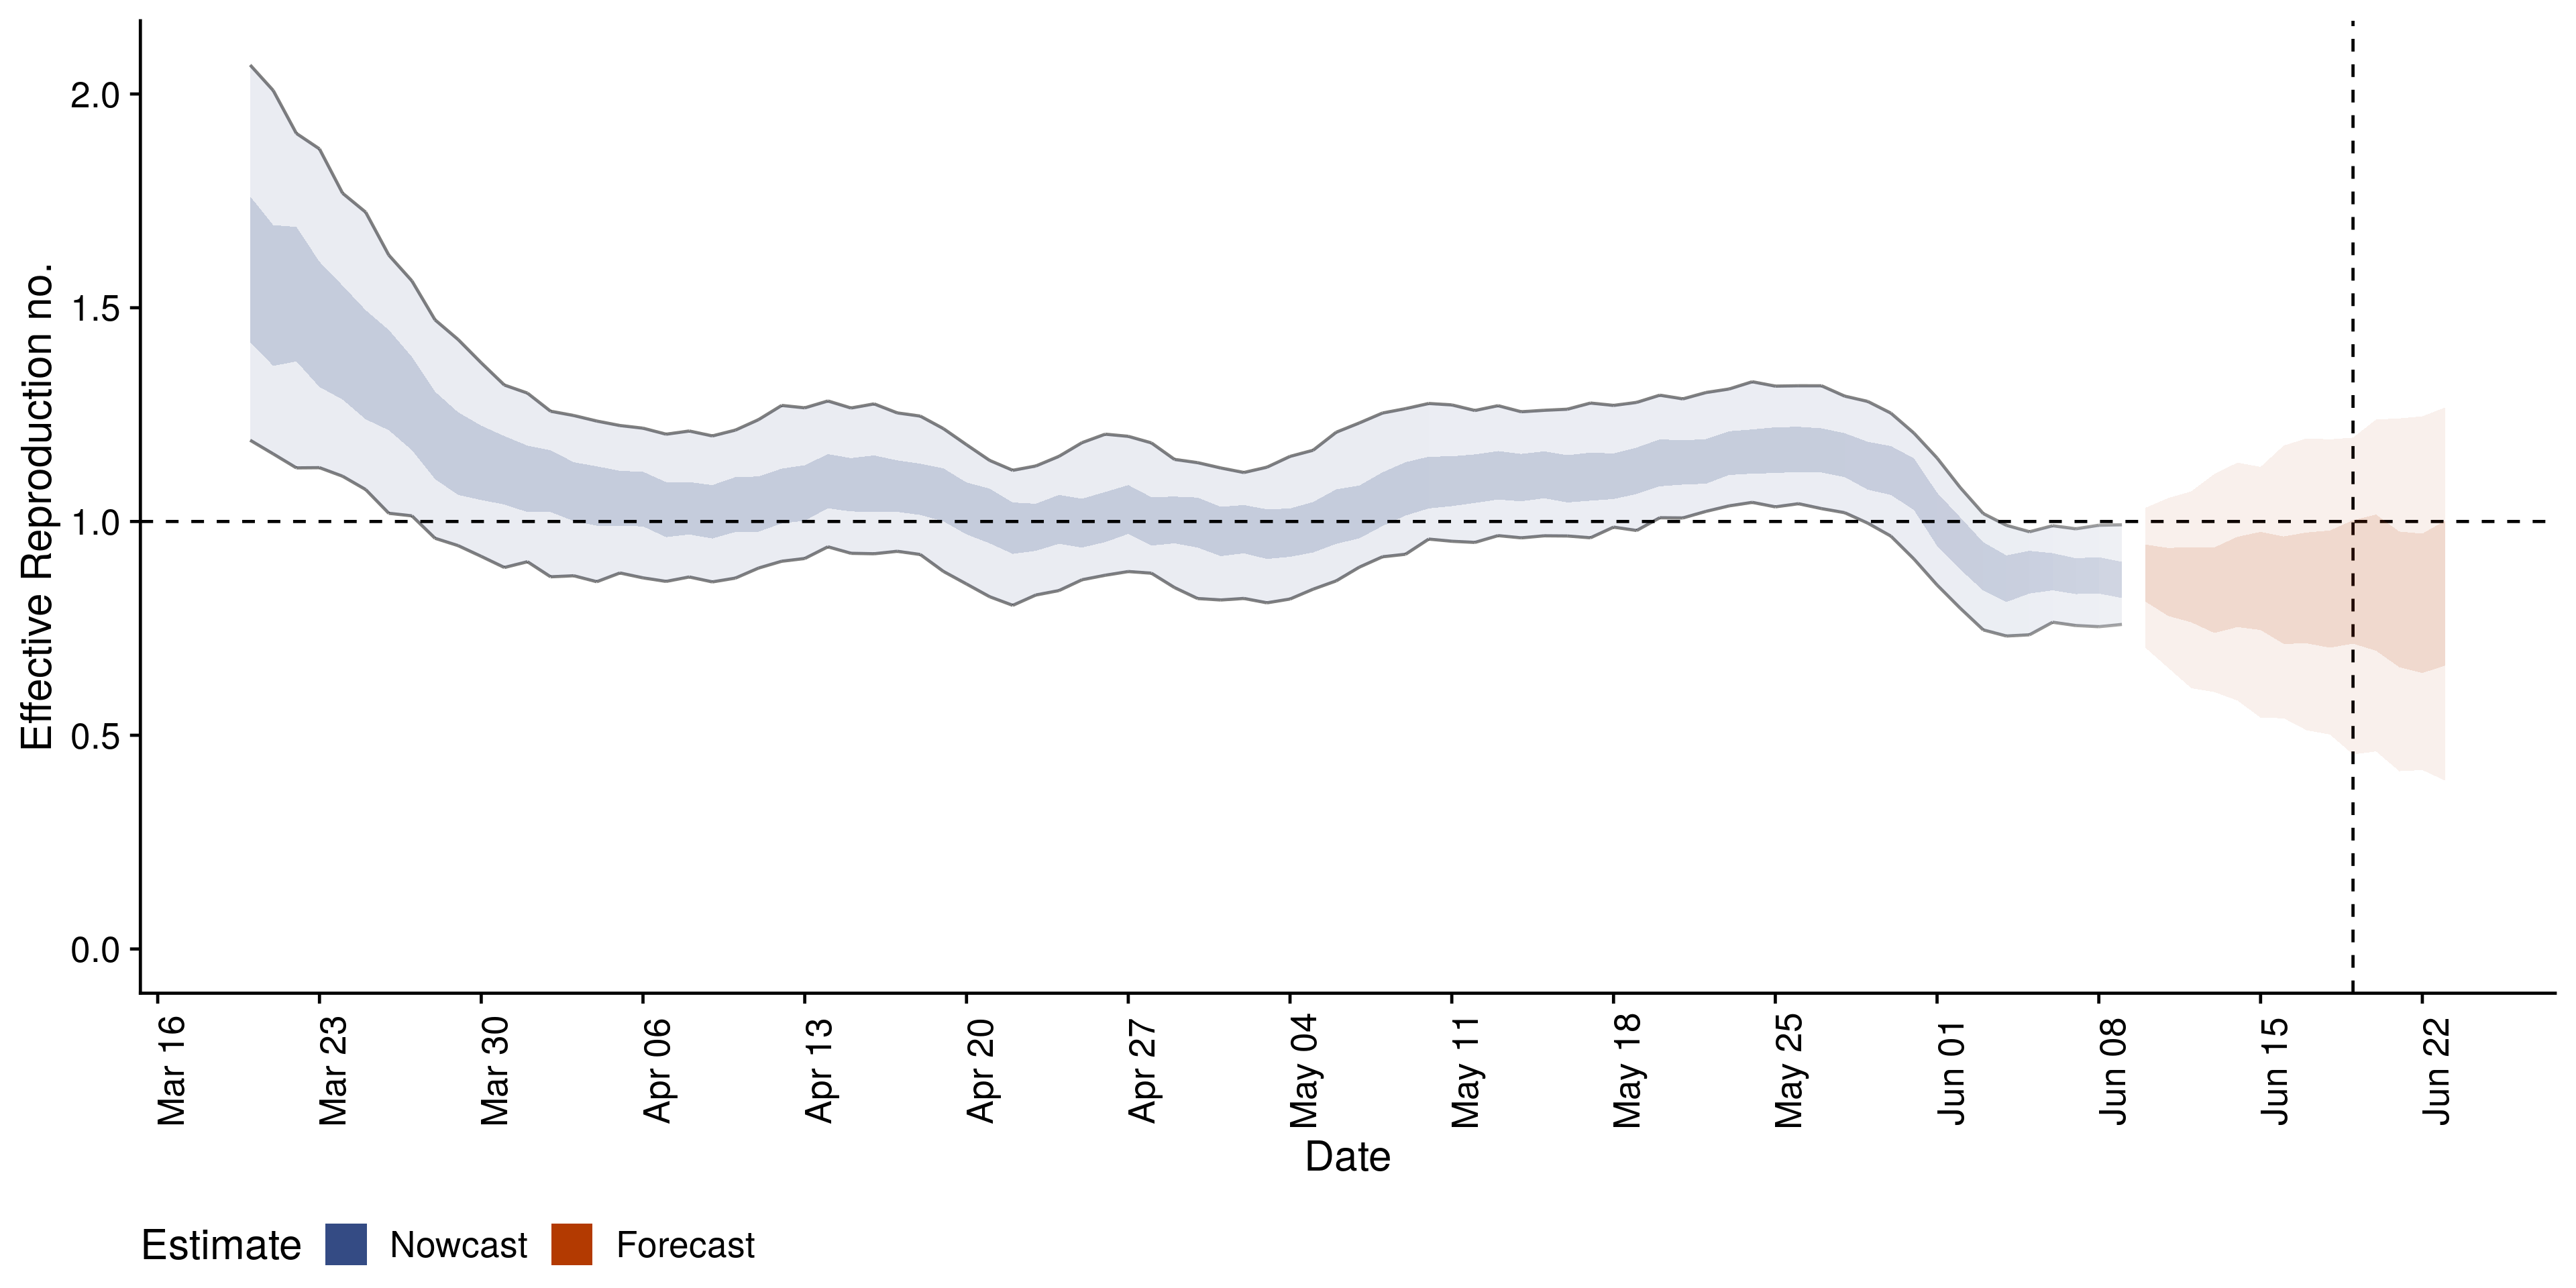 Effective Reproduction no.
2.0
1.5
1.0
0.5
0.0
Mar 16
Mar 23
Mar 30
Apr 06
Apr 13
Apr 20
Apr 27
May 04
May 11
May 18
May 25
Jun 01
Jun 08
Jun 15
Jun 22
Date
Estimate Nowcast Forecast